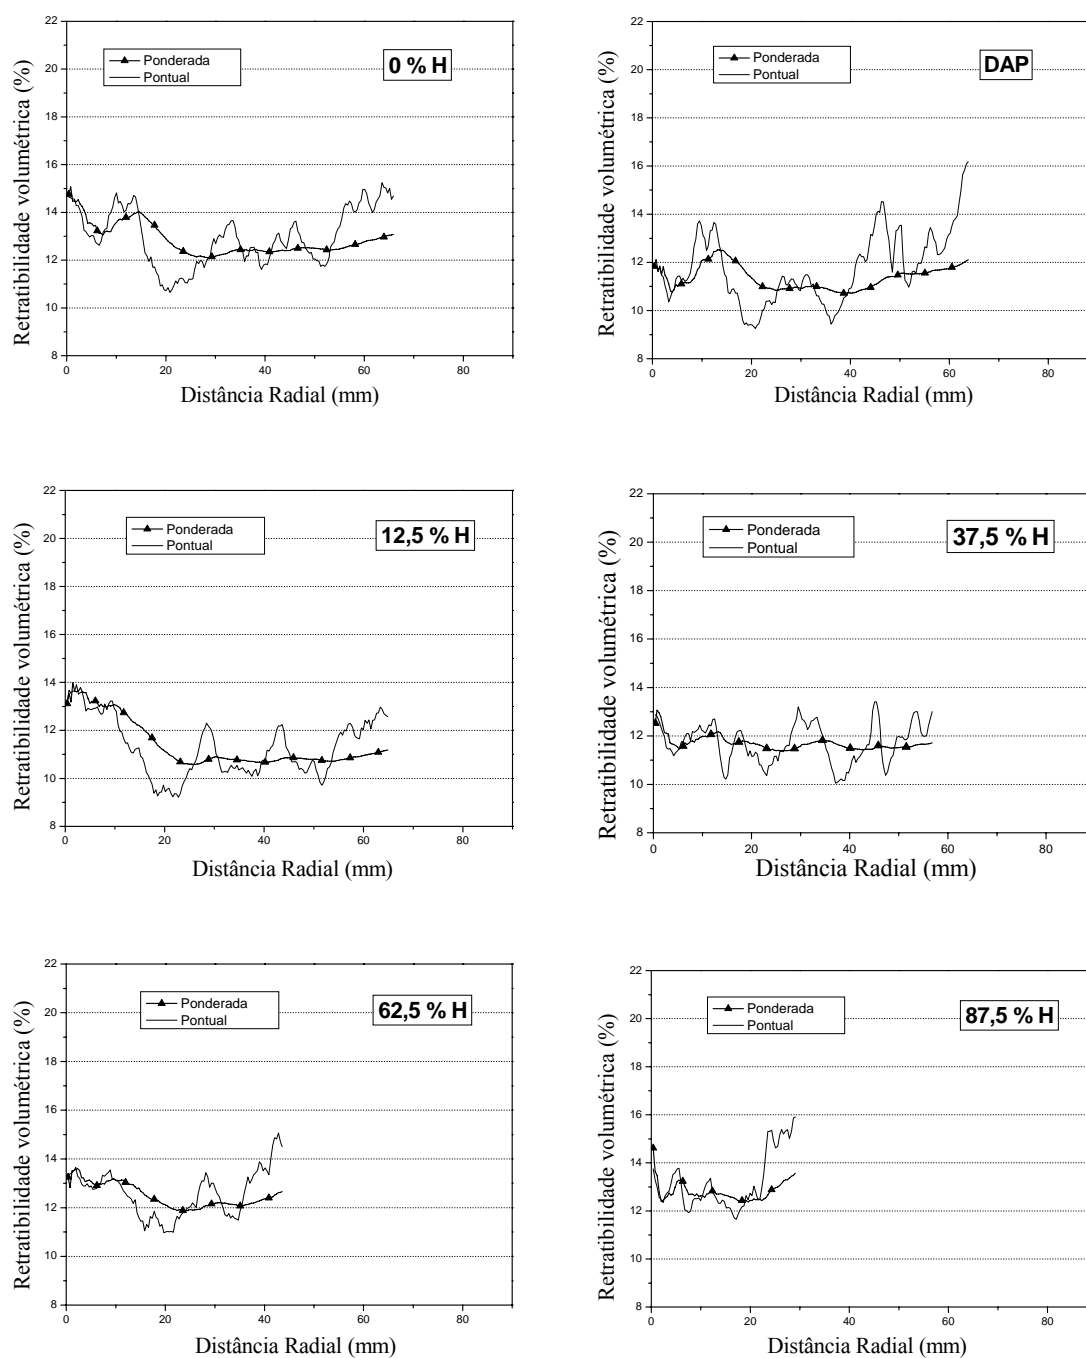 22
20
18
16
14
12
10
8
0
20
40
60
80
Retratibilidade volumétrica (%)
Distância Radial (mm)
Ponderada
Pontual
0 % H
22
20
18
16
14
12
10
8
0
20
40
60
80
Retratibilidade volumétrica (%)
Distância Radial (mm)
Ponderada
Pontual
DAP
22
20
18
16
14
12
10
8
0
20
40
60
80
Retratibilidade volumétrica (%)
Distância Radial (mm)
Ponderada
Pontual
12,5 % H
22
20
18
16
14
12
10
8
0
20
40
60
80
Retratibilidade volumétrica (%)
Distância Radial (mm)
Ponderada
Pontual
37,5 % H
22
20
18
16
14
12
10
8
0
20
40
60
80
Retratibilidade volumétrica (%)
Distância Radial (mm)
Ponderada
Pontual
62,5 % H
22
20
18
16
14
12
10
8
0
20
40
60
80
Retratibilidade volumétrica (%)
Distância Radial (mm)
Ponderada
Pontual
87,5 % H